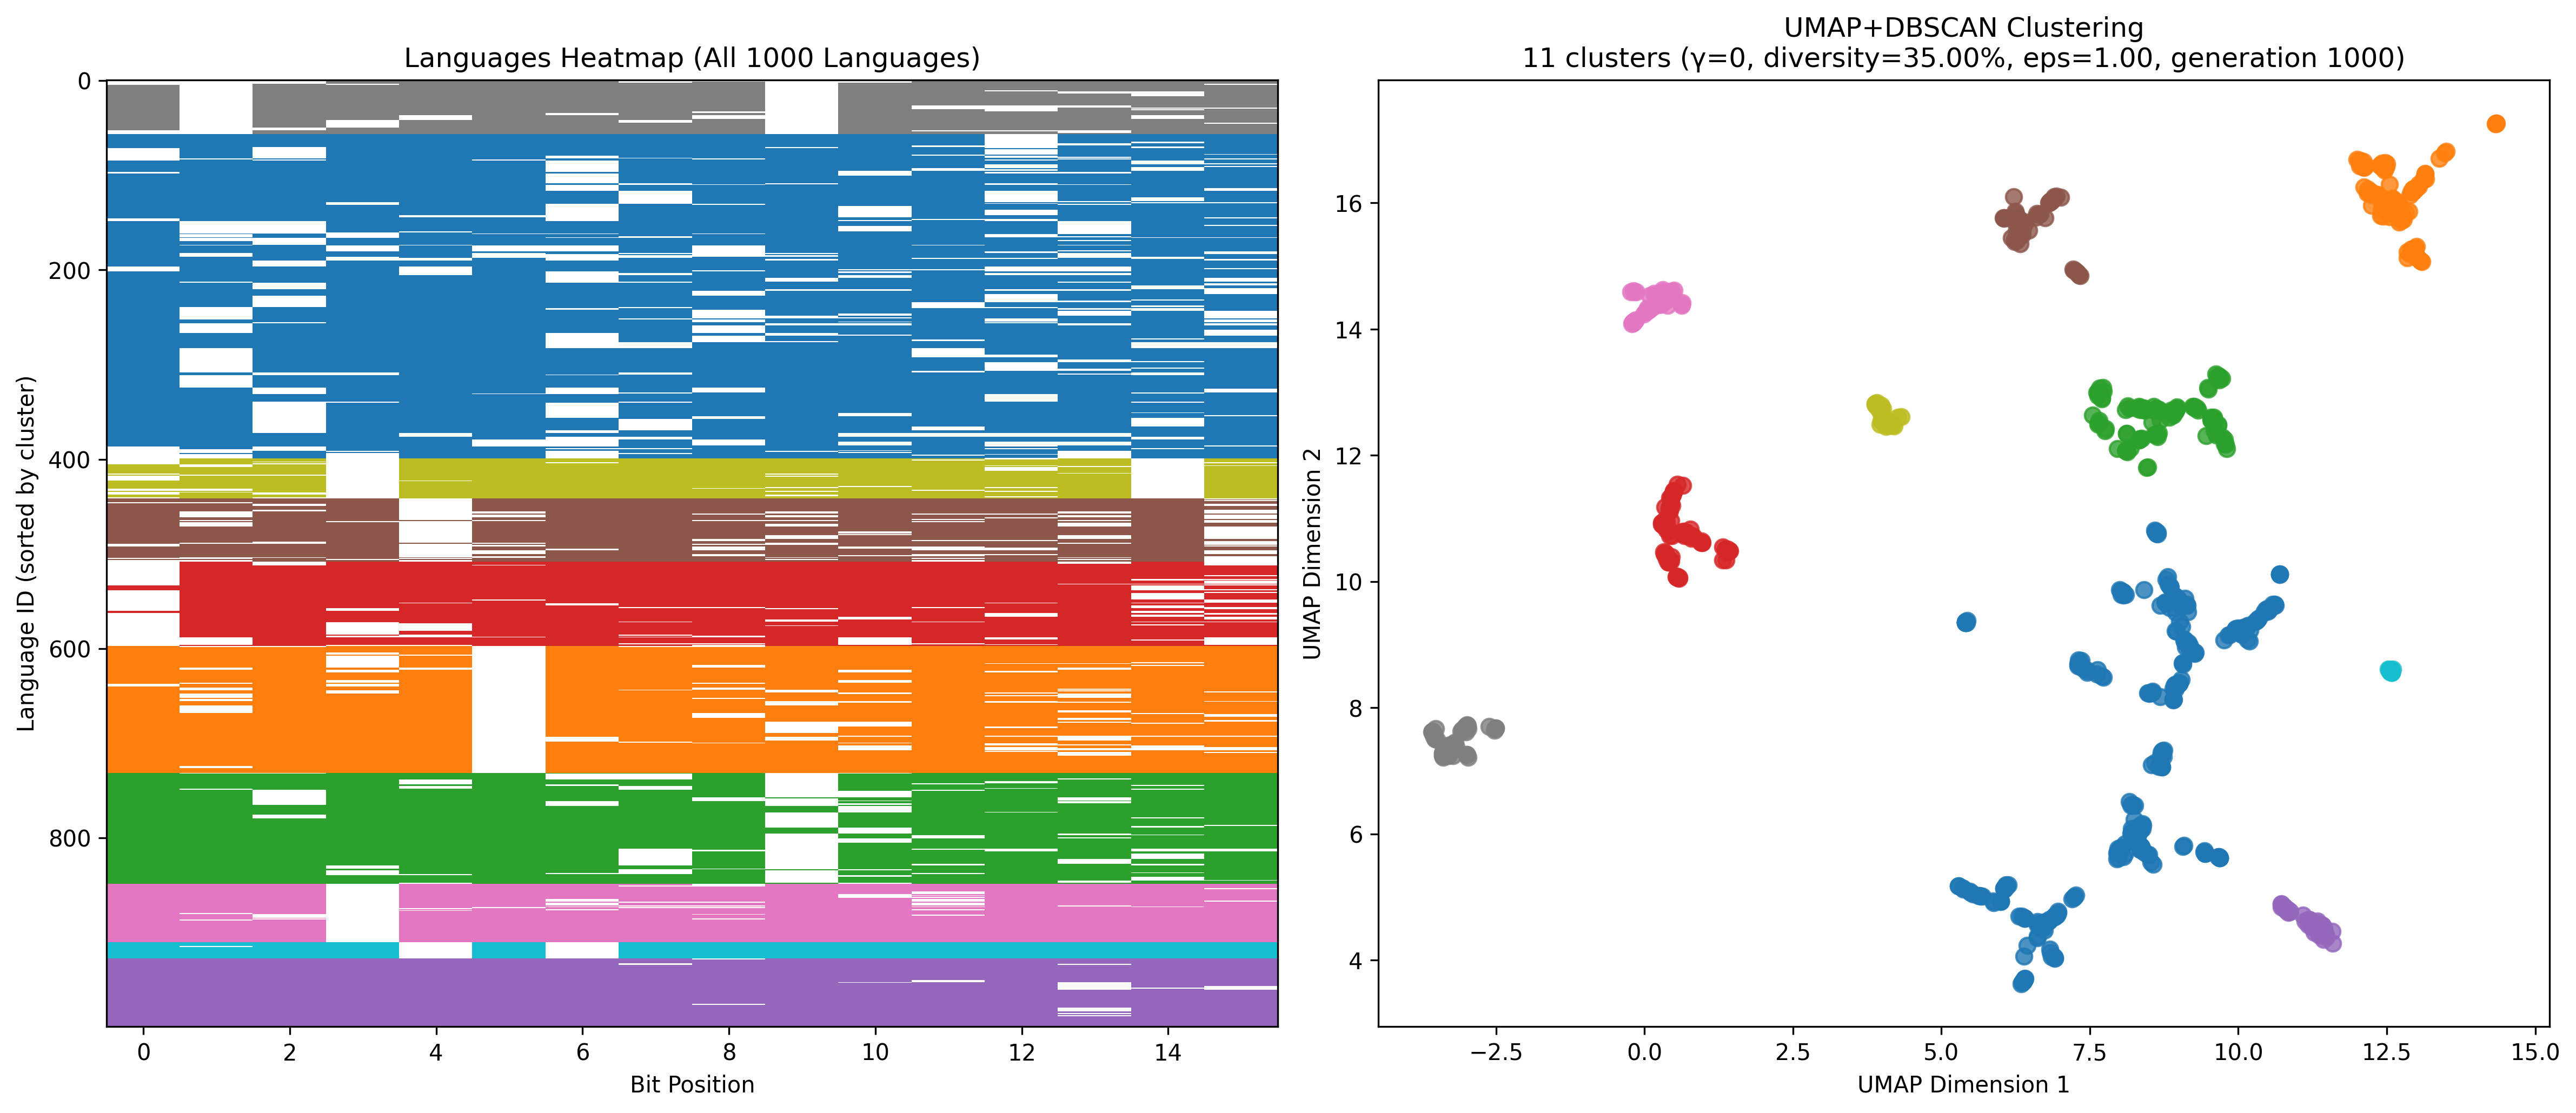 Languages Heatmap (All 1000 Languages)
0
200
400
600
800
Language ID (sorted by cluster)
0 2 4 6 8 10 12 14
Bit Position
UMAP+DBSCAN Clustering
11 clusters (γ=0, diversity=35.00%, eps=1.00, generation 1000)
16
14
12
10
8
6
4
UMAP Dimension 2
−2.5 0.0 2.5 5.0 7.5 10.0 12.5 15.0
UMAP Dimension 1